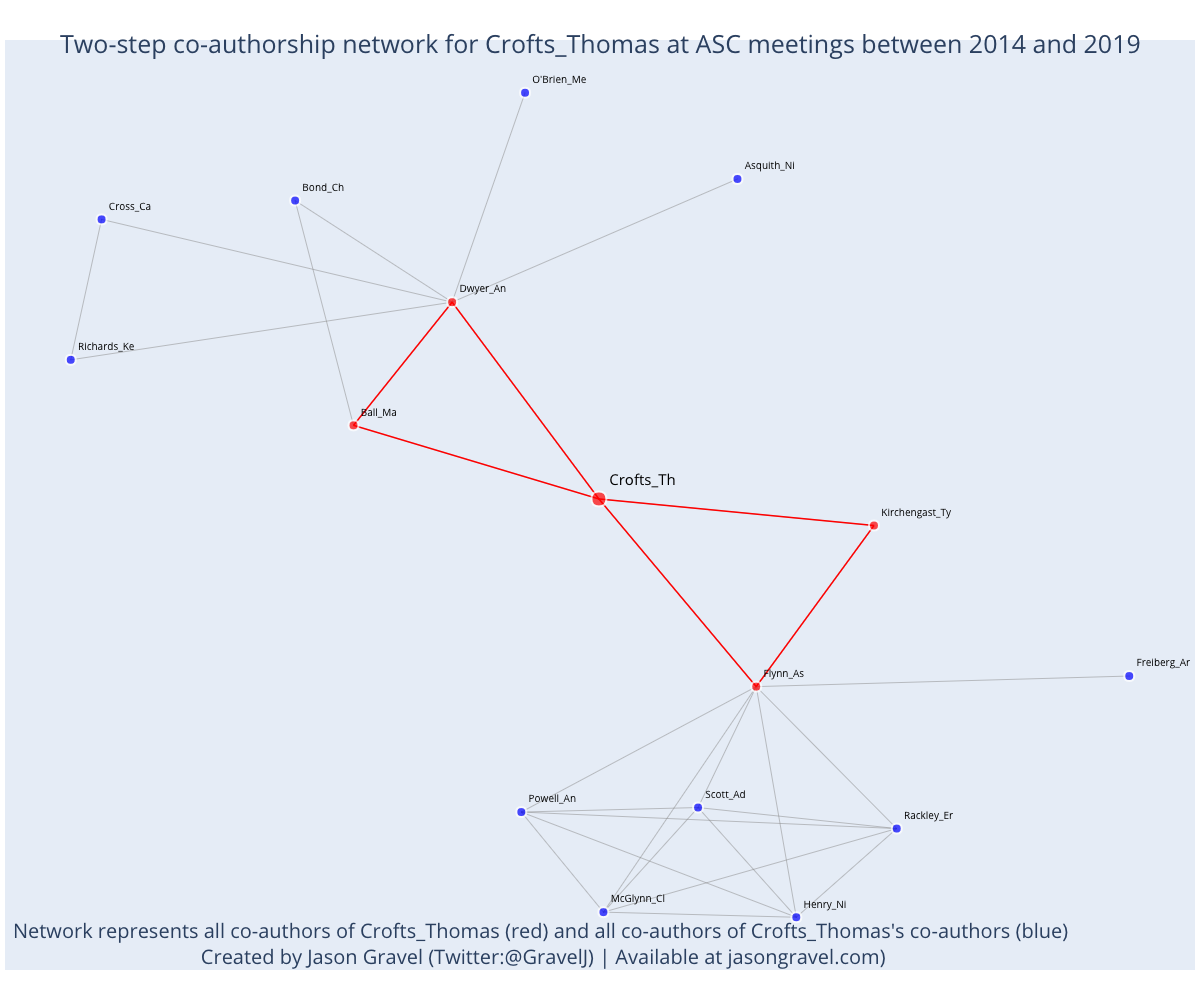 Two-step co-authorship network for Crofts_Thomas at ASC meetings between 2014 and 2019
O'Brien_Me
Asquith_Ni
Bond_Ch
Cross_Ca
Dwyer_An
Richards_Ke
Ball_Ma
Crofts_Th
Kirchengast_Ty
Freiberg_Ar
Flynn_As
Scott_Ad
Powell_An
Rackley_Er
McGlynn_Cl
Henry_Ni
Network represents all co-authors of Crofts_Thomas (red) and all co-authors of Crofts_Thomas's co-authors (blue)
Created by Jason Gravel (Twitter:@GravelJ) | Available at jasongravel.com)